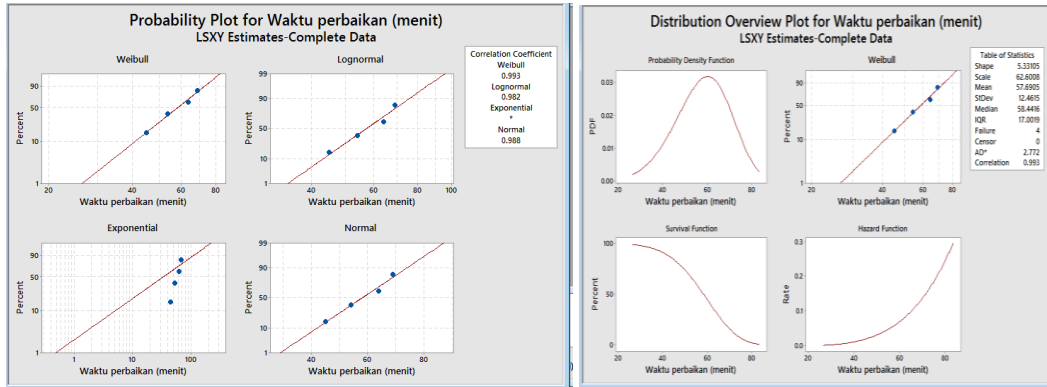 Probability Plot for Waktu perbaikan (menit)
LSXY Estimates-Complete Data
Weibull
Lognormal
Percent
90
50
10
1
20
40
60
80
Waktu perbaikan (menit)
Percent
99
90
50
10
1
40
60
80
100
Waktu perbaikan (menit)
Correlation Coefficient
Weibull
0.993
Lognormal
0.982
Exponential
*
Normal
0.988
Exponential
Normal
Percent
90
50
10
1
1
10
100
Waktu perbaikan (menit)
Percent
99
90
50
10
1
40
60
80
Waktu perbaikan (menit)
Distribution Overview Plot for Waktu perbaikan (menit)
LSXY Estimates-Complete Data
Probability Density Function
Weibull
PDF
0.03
0.02
0.01
0.00
20
40
60
80
Waktu perbaikan (menit)
Percent
90
50
10
1
20
40
60
80
Waktu perbaikan (menit)
Table of Statistics
Shape 5.33105
Scale 62.6008
Mean 57.6905
StDev 12.4615
Median 58.4416
IQR 17.0019
Failure 4
Censor 0
AD* 2.772
Correlation 0.993
Survival Function
Hazard Function
Percent
100
50
0
20
40
60
80
Waktu perbaikan (menit)
Rate
0.3
0.2
0.1
0.0
20
40
60
80
Waktu perbaikan (menit)